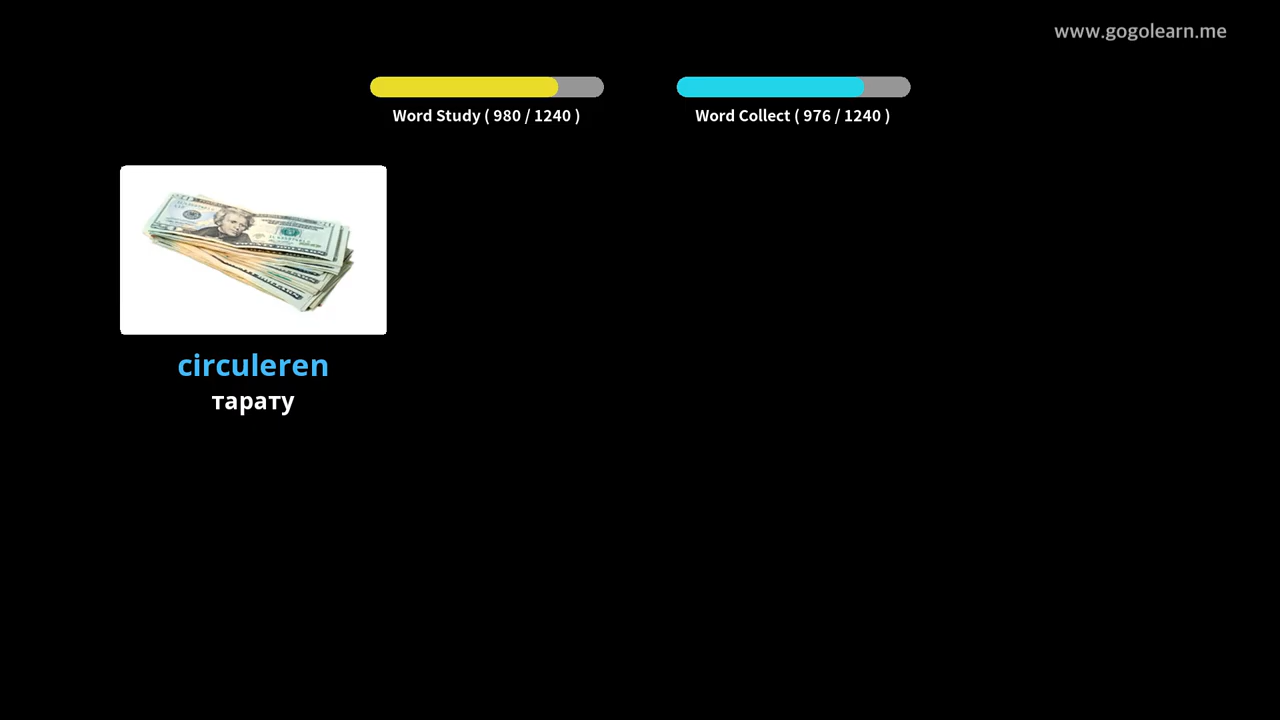 www.gogolearn.me
Word Study ( 980 / 1240 )
Word Collect ( 976 / 1240 )
circuleren
тарату